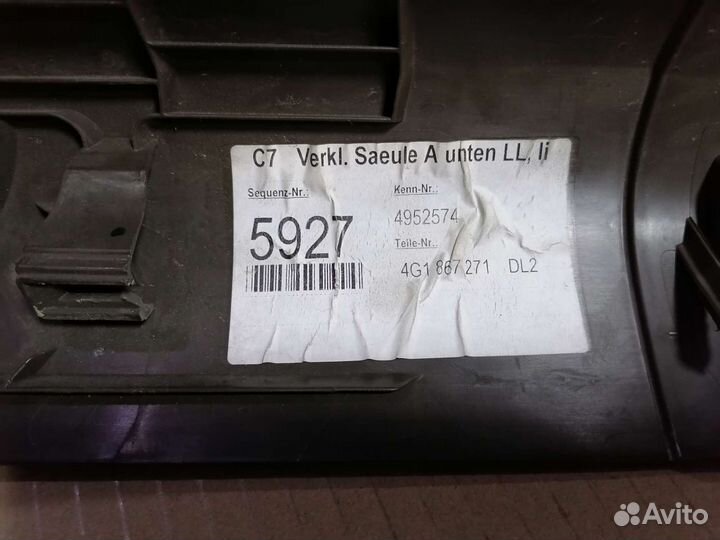 C7 Verkl. Saeule A unten LL, li
Sequenz-Nr.:
Kenn-Nr.:
5927
4952574
Teile-Nr.:
4G1 867 271 DL2
Avito